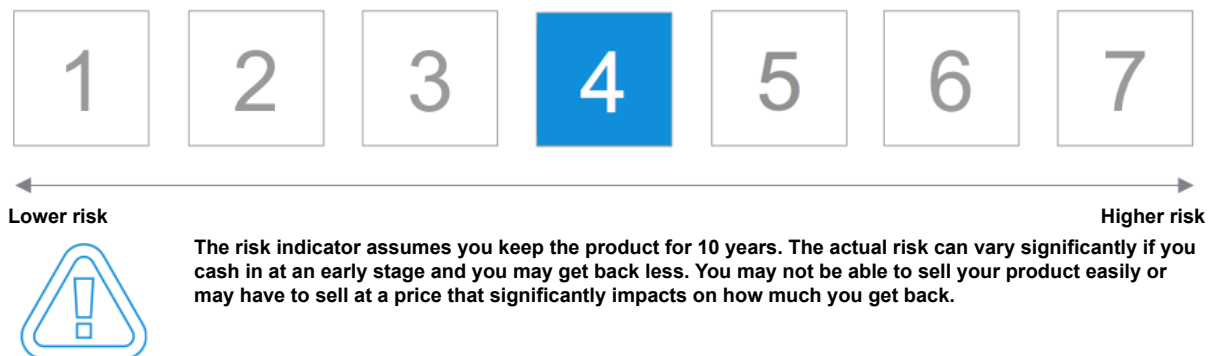 1 2 3 4 5 6 7
Lower risk Higher risk
The risk indicator assumes you keep the product for 10 years. The actual risk can vary significantly if you
cash in at an early stage and you may get back less. You may not be able to sell your product easily or
may have to sell at a price that significantly impacts on how much you get back.